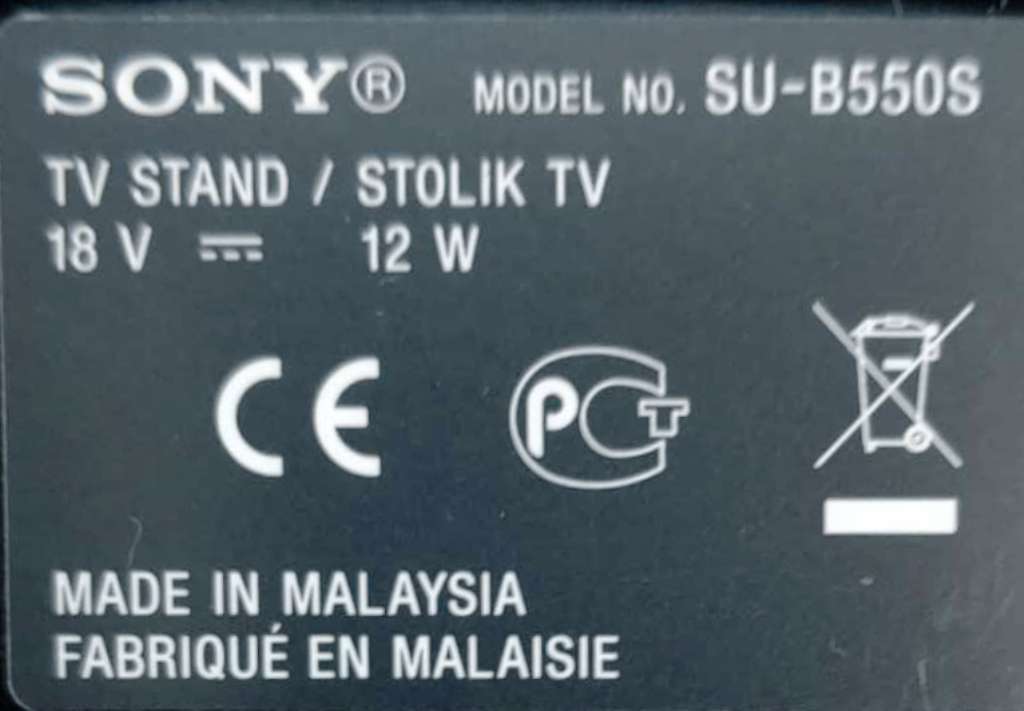 SONY® MODEL NO. SU-B550S
TV STAND / STOLIK TV
18 V ⎓ 12 W
CE PCT
MADE IN MALAYSIA
FABRIQUÉ EN MALAISIE